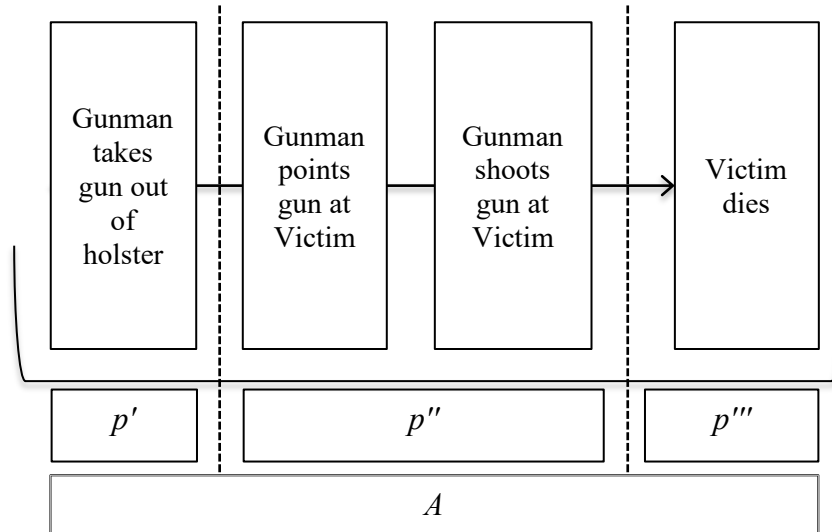 Gunman
takes
gun out
of
holster
Gunman
points
gun at
Victim
Gunman
shoots
gun at
Victim
Victim
dies
p'
p''
p'''
A